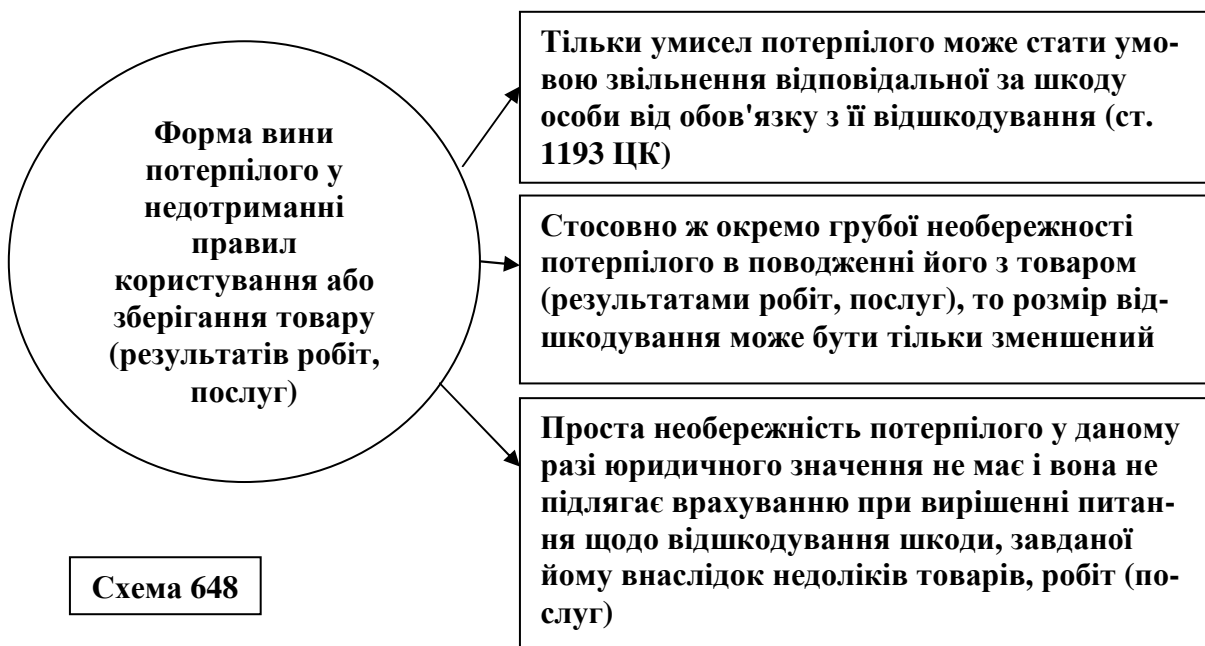 Форма вини
потерпілого у
недотриманні
правил
користування або
зберігання товару
(результатів робіт,
послуг)
Тільки умисел потерпілого може стати умо-
вою звільнення відповідальної за шкоду
особи від обов'язку з її відшкодування (ст.
1193 ЦК)
Стосовно ж окремо грубої необережності
потерпілого в поводженні його з товаром
(результатами робіт, послуг), то розмір від-
шкодування може бути тільки зменшений
Проста необережність потерпілого у даному
разі юридичного значення не має і вона не
підлягає врахуванню при вирішенні питан-
ня щодо відшкодування шкоди, завданої
йому внаслідок недоліків товарів, робіт (по-
слуг)
Схема 648